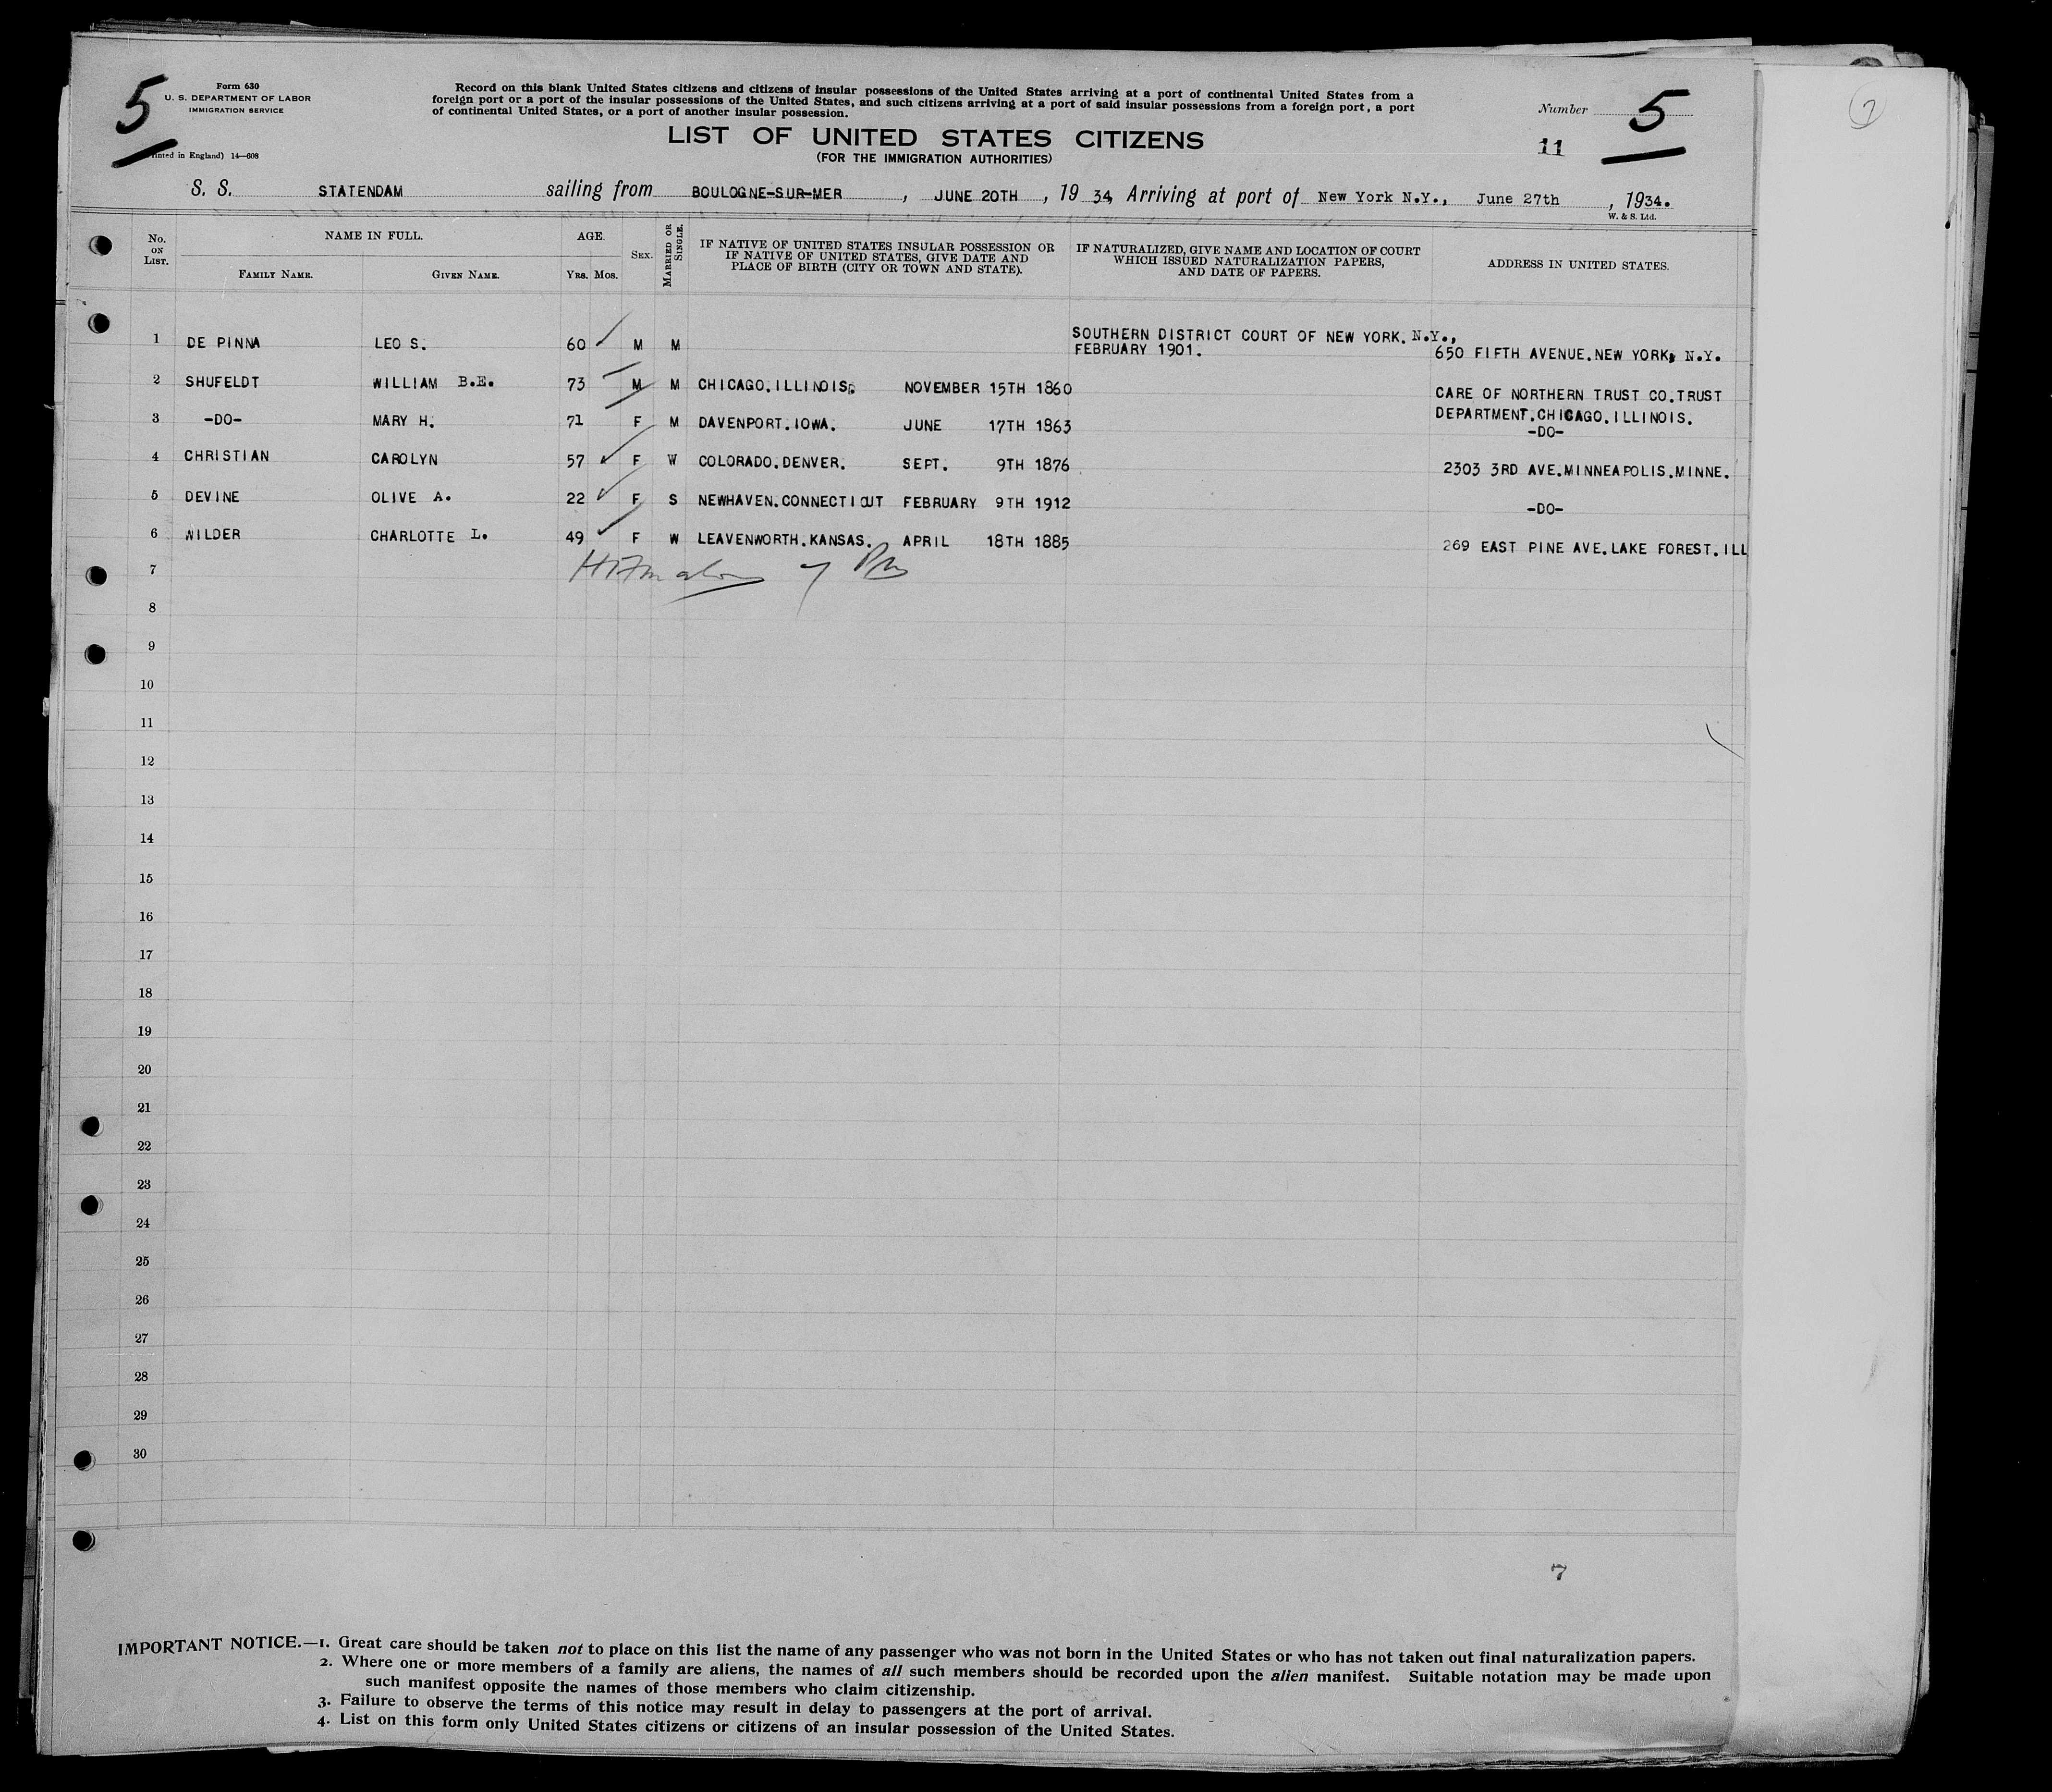 5
Form 630
U. S. DEPARTMENT OF LABOR
IMMIGRATION SERVICE
inted in England) 14—608
Record on this blank United States citizens and citizens of insular possessions of the United States arriving at a port of continental United States from a
foreign port or a port of the insular possessions of the United States, and such citizens arriving at a port of said insular possessions from a foreign port, a port
of continental United States, or a port of another insular possession.
Number 5
7
LIST OF UNITED STATES CITIZENS
(FOR THE IMMIGRATION AUTHORITIES)
11
S. S. STATENDAM sailing from BOULOGNE-SUR-MER, JUNE 20TH, 19 34, Arriving at port of New York N.Y., June 27th, 1934.
W. & S. Ltd.
No. ON LIST. NAME IN FULL. FAMILY NAME. GIVEN NAME. AGE. YRS. MOS. SEX. MARRIED OR SINGLE. IF NATIVE OF UNITED STATES INSULAR POSSESSION OR IF NATIVE OF UNITED STATES, GIVE DATE AND PLACE OF BIRTH (CITY OR TOWN AND STATE). IF NATURALIZED, GIVE NAME AND LOCATION OF COURT WHICH ISSUED NATURALIZATION PAPERS, AND DATE OF PAPERS. ADDRESS IN UNITED STATES.
1 DE PINNA LEO S. 60 M M SOUTHERN DISTRICT COURT OF NEW YORK. N.Y., FEBRUARY 1901. 650 FIFTH AVENUE.NEW YORK, N.Y.
2 SHUFELDT WILLIAM B.E. 73 M M CHICAGO.ILLINOIS. NOVEMBER 15TH 1860 CARE OF NORTHERN TRUST CO.TRUST DEPARTMENT.CHICAGO.ILLINOIS.
3 -DO- MARY H. 71 F M DAVENPORT.IOWA. JUNE 17TH 1863 -DO-
4 CHRISTIAN CAROLYN 57 F W COLORADO.DENVER. SEPT. 9TH 1876 2303 3RD AVE.MINNEAPOLIS.MINNE.
5 DEVINE OLIVE A. 22 F S NEWHAVEN.CONNECTICUT FEBRUARY 9TH 1912 -DO-
6 WILDER CHARLOTTE L. 49 F W LEAVENWORTH.KANSAS. APRIL 18TH 1885 269 EAST PINE AVE.LAKE FOREST.ILL
7
8
9
10
11
12
13
14
15
16
17
18
19
20
21
22
23
24
25
26
27
28
29
30
7
IMPORTANT NOTICE.—1. Great care should be taken not to place on this list the name of any passenger who was not born in the United States or who has not taken out final naturalization papers.
2. Where one or more members of a family are aliens, the names of all such members should be recorded upon the alien manifest. Suitable notation may be made upon
such manifest opposite the names of those members who claim citizenship.
3. Failure to observe the terms of this notice may result in delay to passengers at the port of arrival.
4. List on this form only United States citizens or citizens of an insular possession of the United States.